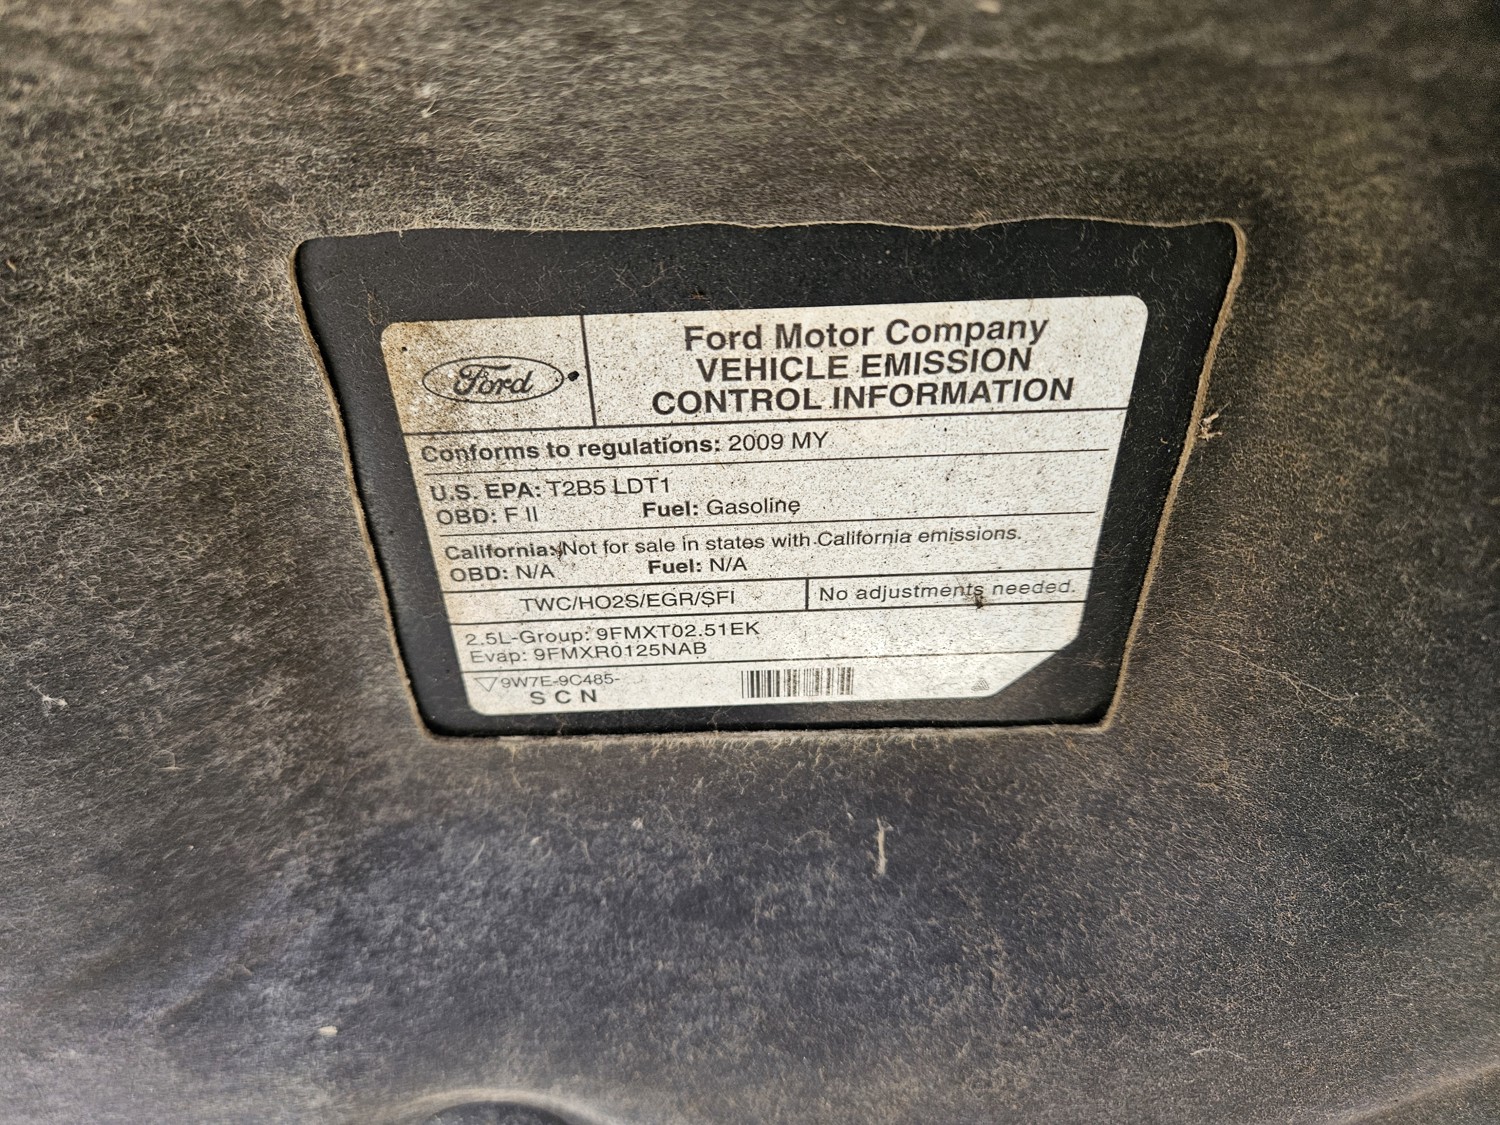 Ford
Ford Motor Company
VEHICLE EMISSION
CONTROL INFORMATION
Conforms to regulations: 2009 MY
U.S. EPA: T2B5 LDT1
OBD: F II Fuel: Gasoline
California: Not for sale in states with California emissions.
OBD: N/A Fuel: N/A
TWC/HO2S/EGR/SFI No adjustments needed.
2.5L-Group: 9FMXT02.51EK
Evap: 9FMXR0125NAB
9W7E-9C485-
SCN